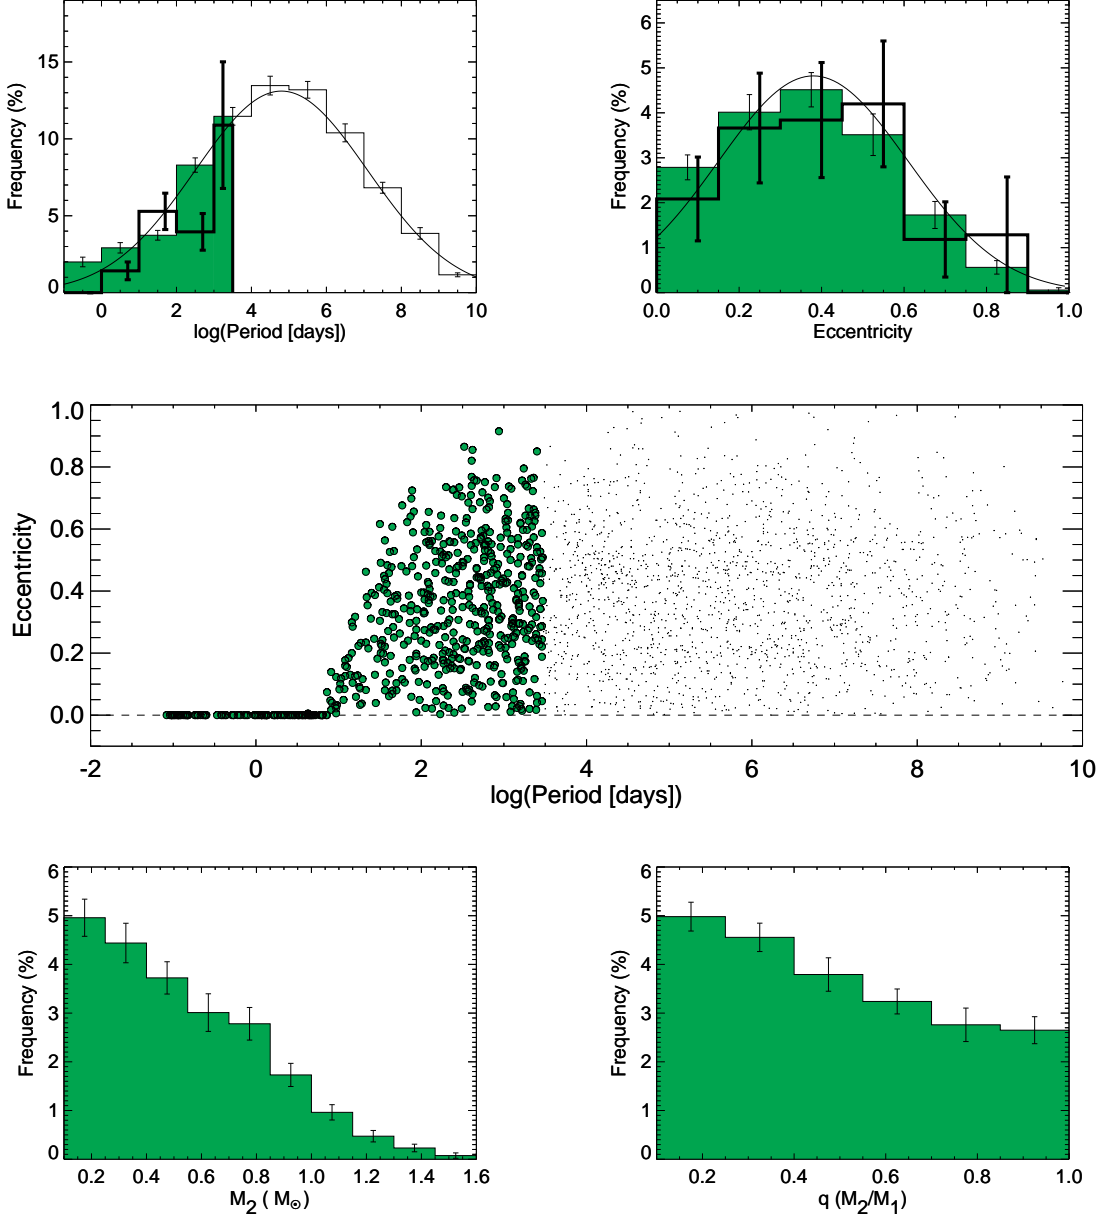 Frequency (%)
15
10
5
0
0 2 4 6 8 10
log(Period [days])
Frequency (%)
6
5
4
3
2
1
0
0.0 0.2 0.4 0.6 0.8 1.0
Eccentricity
Eccentricity
1.0
0.8
0.6
0.4
0.2
0.0
-2 0 2 4 6 8 10
log(Period [days])
Frequency (%)
6
5
4
3
2
1
0
0.2 0.4 0.6 0.8 1.0 1.2 1.4 1.6
M₂ ( M☉)
Frequency (%)
6
5
4
3
2
1
0
0.2 0.4 0.6 0.8 1.0
q (M₂/M₁)